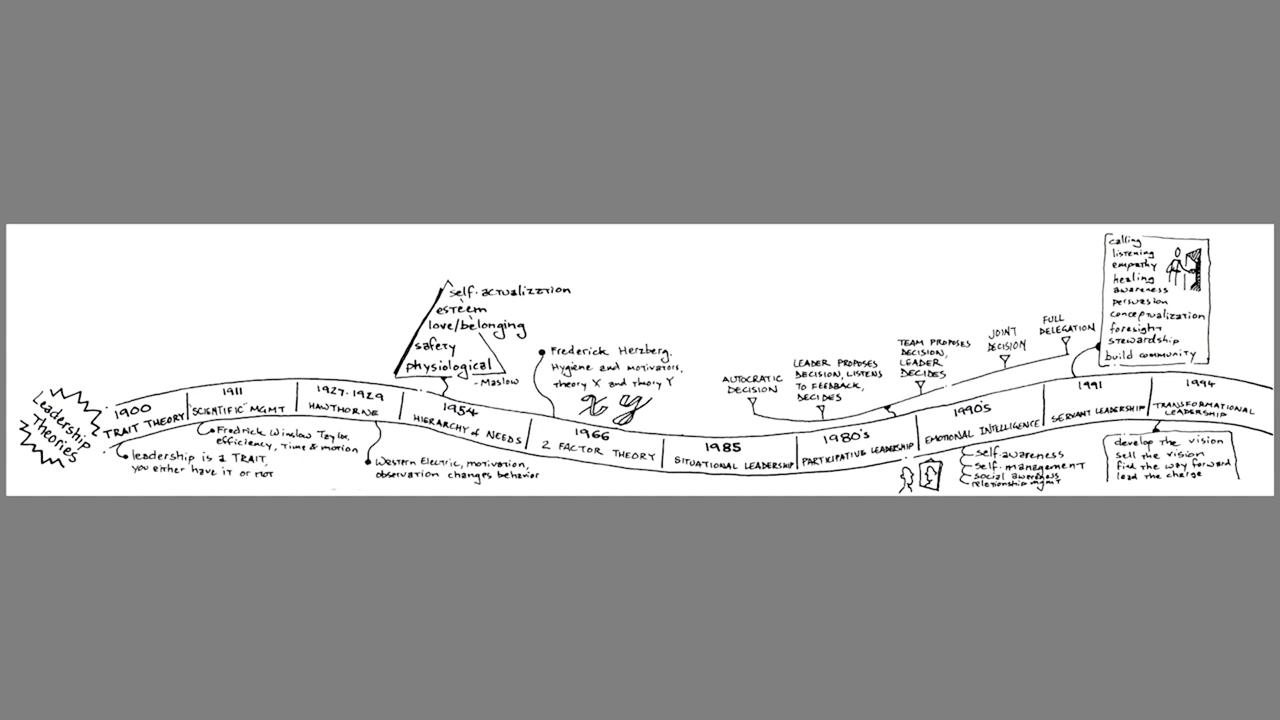 Leadership
Theories
1900
TRAIT THEORY
leadership is a TRAIT
you either have it or not
1911
"SCIENTIFIC" MGMT
Fredrick Winslow Taylor,
efficiency, Time & motion
1927-1929
HAWTHORNE
Western Electric, motivation,
observation changes behavior
self-actualization
esteem
love/belonging
safety
physiological
- Maslow
1954
HIERARCHY of NEEDS
Frederick Herzberg.
Hygiene and motivators,
theory X and theory Y
x y
1966
2 FACTOR THEORY
1985
SITUATIONAL LEADERSHIP
AUTOCRATIC
DECISION
LEADER PROPOSES
DECISION, LISTENS
TO FEEDBACK,
DECIDES
TEAM PROPOSES
DECISION,
LEADER
DECIDES
JOINT
DECISION
FULL
DELEGATION
1980's
PARTICIPATIVE LEADERSHIP
1990's
EMOTIONAL INTELLIGENCE
self-awareness
self-management
social awareness
relationship mgmt
calling
listening
empathy
healing
awareness
persuasion
conceptualization
foresight
stewardship
build community
1991
SERVANT LEADERSHIP
1994
TRANSFORMATIONAL
LEADERSHIP
develop the vision
sell the vision
find the way forward
lead the charge